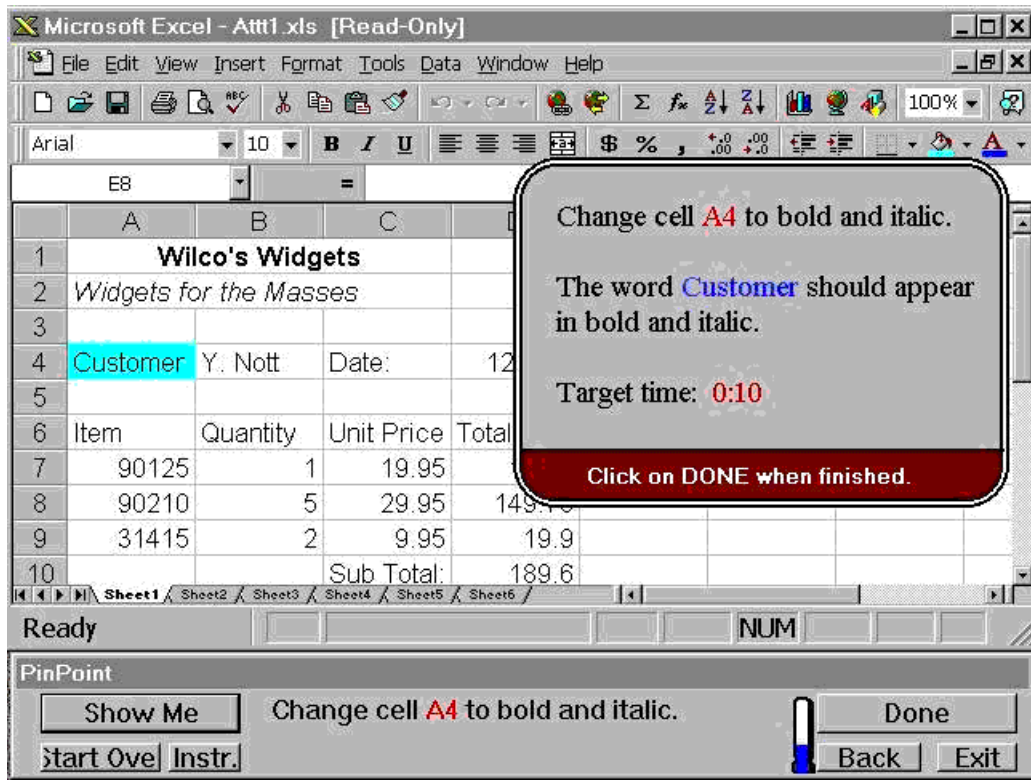 Microsoft Excel - Attt1.xls [Read-Only]
File Edit View Insert Format Tools Data Window Help
ABC Σ f* A Z Z A 100%
Arial 10 B I U $ % , A
E8 =
A B C
1 Wilco's Widgets
2 Widgets for the Masses
3
4 Customer Y. Nott Date: 12
5
6 Item Quantity Unit Price Total
7 90125 1 19.95
8 90210 5 29.95
9 31415 2 9.95 19.9
10 Sub Total: 189.6
Change cell A4 to bold and italic.
The word Customer should appear
in bold and italic.
Target time: 0:10
Click on DONE when finished.
Sheet1 Sheet2 Sheet3 Sheet4 Sheet5 Sheet6
Ready NUM
PinPoint
Show Me Change cell A4 to bold and italic. Done
Start Ove Instr. Back Exit